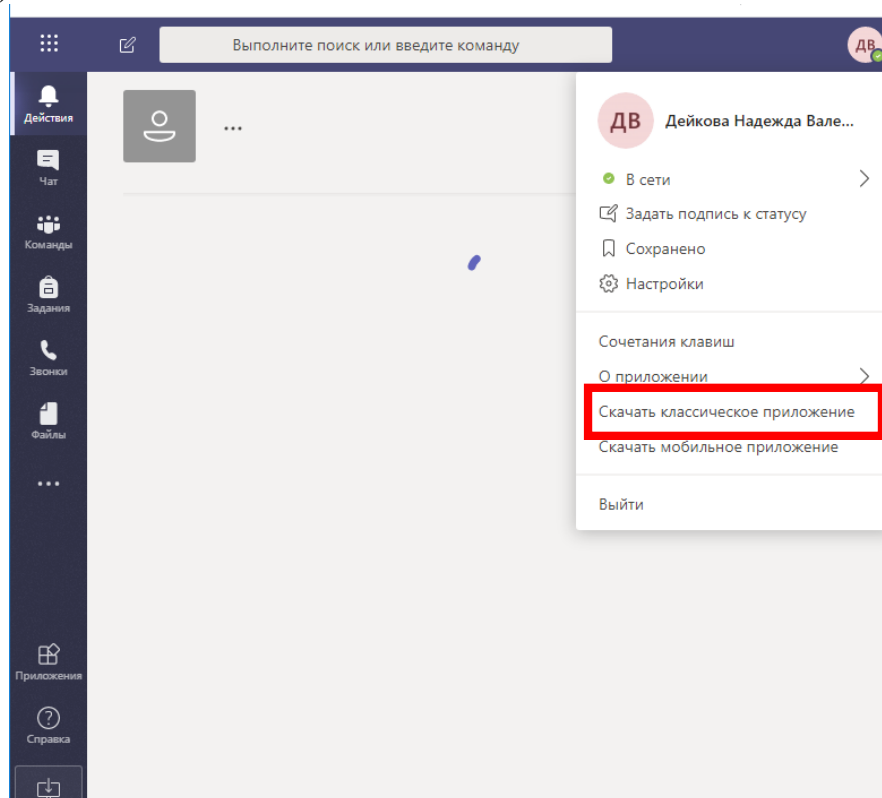 Выполните поиск или введите команду
ДВ
Действия
Чат
Команды
Задания
Звонки
Файлы
...
Приложения
Справка
...
ДВ
Дейкова Надежда Вале...
В сети
Задать подпись к статусу
Сохранено
Настройки
Сочетания клавиш
О приложении
Скачать классическое приложение
Скачать мобильное приложение
Выйти